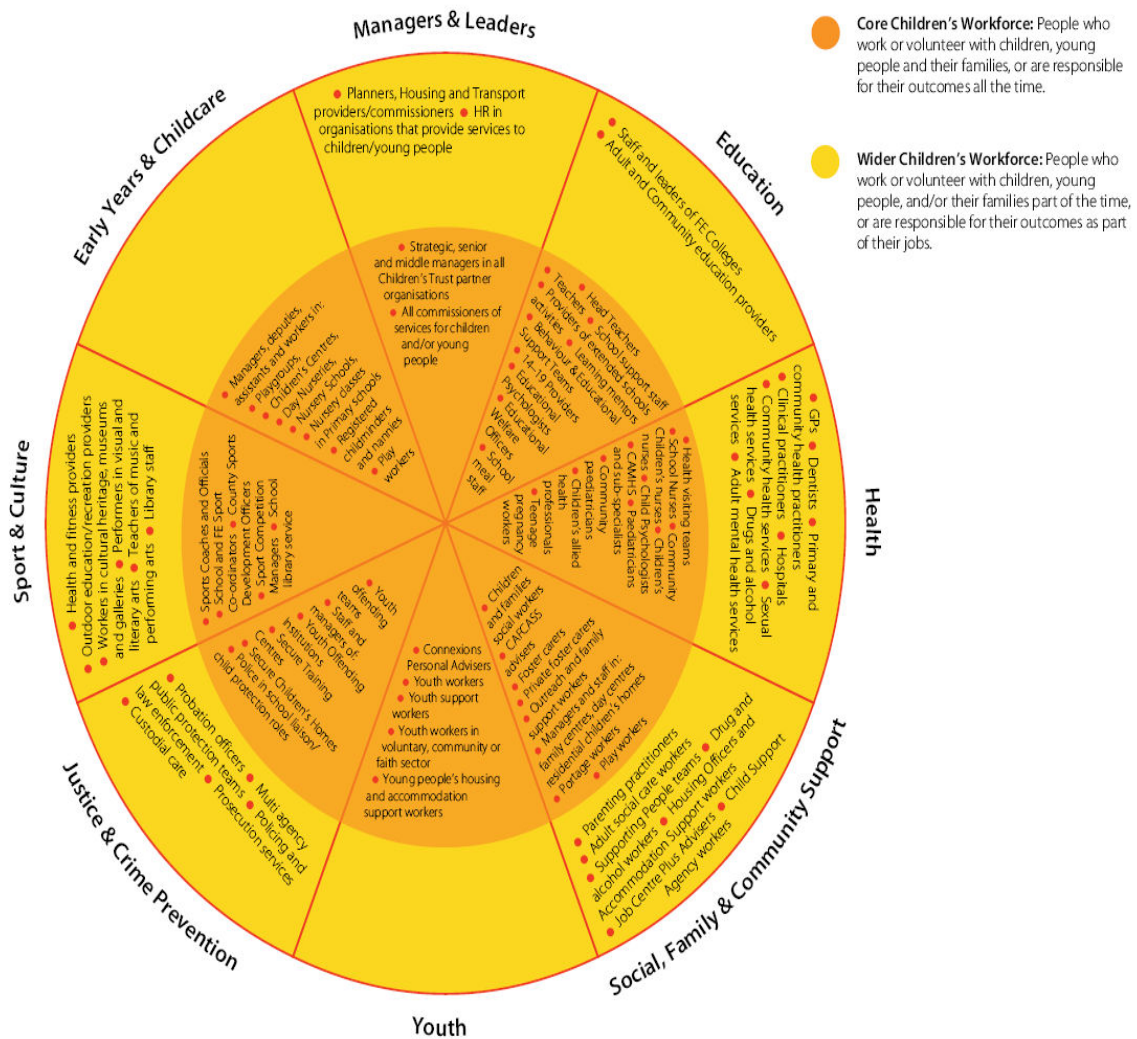 Managers & Leaders
● Planners, Housing and Transport
providers/commissioners ● HR in
organisations that provide services to
children/young people
● Strategic, senior
and middle managers in all
Children's Trust partner
organisations
● All commissioners of
services for children
and/or young
people
Education
● Staff and leaders of FE Colleges
● Adult and Community education providers
● Head Teachers
● Teachers ● School support staff
● Providers of extended schools
activities ● Learning mentors
● Behaviour & Educational
Support Teams
● 14–19 Providers
● Educational
Psychologists
● Educational
Welfare
Officers
● School
meal
staff
Health
● GPs ● Dentists ● Primary and
community health practitioners
● Clinical practitioners ● Hospitals
● Community health services ● Sexual
health services ● Drugs and alcohol
services ● Adult mental health services
● Health visiting teams
● School Nurses ● Community
Children's nurses ● Children's
nurses ● Child Psychologists
● CAMHS ● Paediatricians
and sub-specialists
● Community
paediatricians
● Children's allied
health
professionals
● Teenage
pregnancy
workers
Social, Family & Community Support
● Children
and families
social workers
● CAFCASS
advisers
● Foster carers
● Private foster carers
● Outreach and family
support workers
● Managers and staff in:
family centres, day centres
residential children's homes
● Portage workers
● Play workers
● Parenting practitioners
● Adult social care workers
● Supporting People teams ● Drug and
alcohol workers ● Housing Officers and
Accommodation Support workers
● Job Centre Plus Advisers ● Child Support
Agency workers
Youth
● Connexions
Personal Advisers
● Youth workers
● Youth support
workers
● Youth workers in
voluntary, community or
faith sector
● Young people's housing
and accommodation
support workers
Justice & Crime Prevention
● Youth
offending
teams
● Staff and
managers of:
● Youth Offending
Institutions
● Secure Training
Centres
● Secure Children's Homes
● Police in school liaison/
child protection roles
● Probation officers ● Multi agency
public protection teams ● Policing and
law enforcement ● Prosecution services
● Custodial care
Sport & Culture
● Health and fitness providers
● Outdoor education/recreation providers
● Workers in cultural heritage, museums
and galleries ● Performers in visual and
literary arts ● Teachers of music and
performing arts ● Library staff
● Sports Coaches and Officials
● School and FE Sport
Co-ordinators ● County Sports
Development Officers
● Sport Competition
Managers ● School
library service
Early Years & Childcare
● Managers, deputies,
assistants and workers in:
● Playgroups,
● Children's Centres,
● Day Nurseries,
● Nursery Schools,
● Nursery classes
in Primary schools
● Registered
childminders
and nannies
● Play
workers
Core Children's Workforce: People who
work or volunteer with children, young
people and their families, or are responsible
for their outcomes all the time.
Wider Children's Workforce: People who
work or volunteer with children, young
people, and/or their families part of the time,
or are responsible for their outcomes as part
of their jobs.